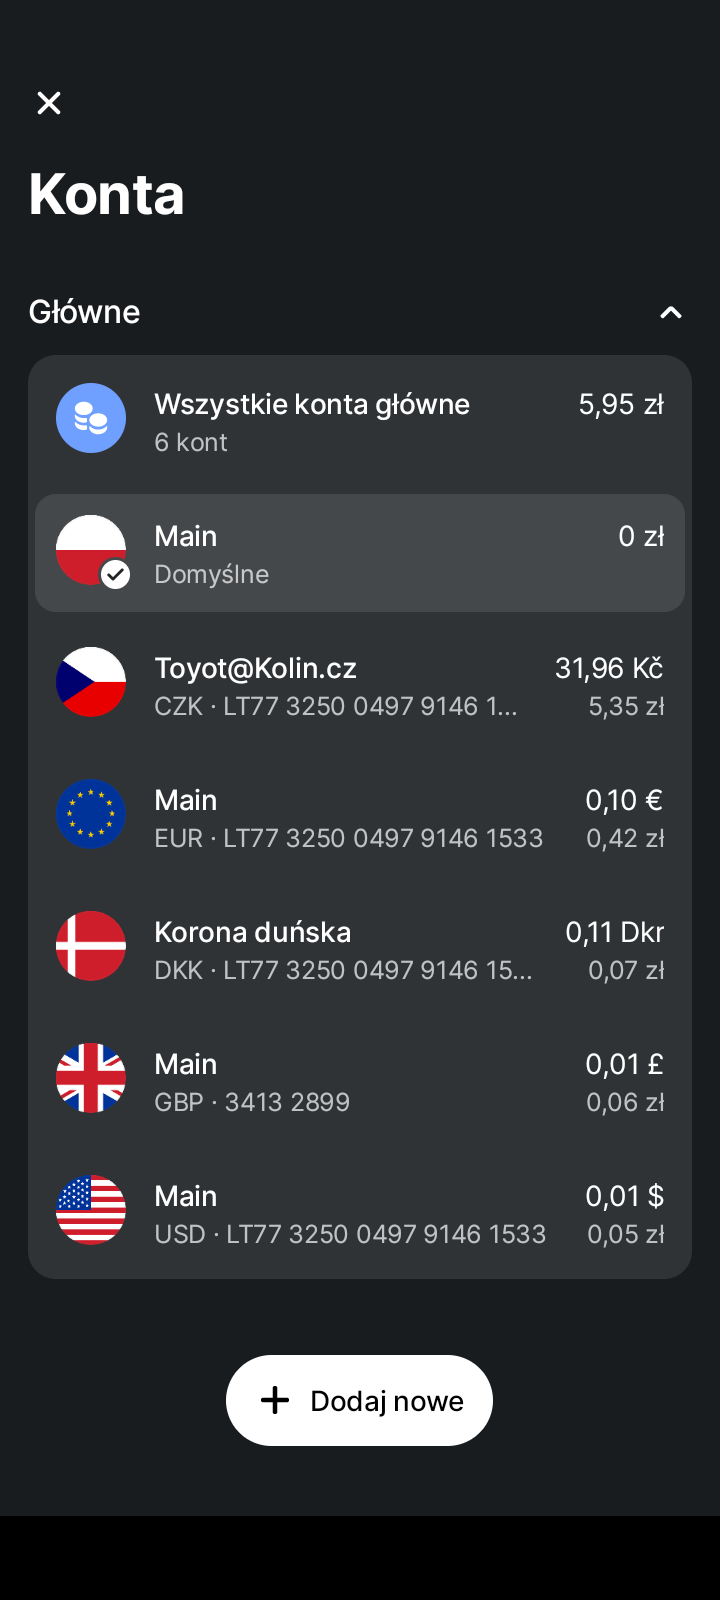 Konta
Główne
Wszystkie konta główne 5,95 zł
6 kont
Main 0 zł
Domyślne
Toyot@Kolin.cz 31,96 Kč
CZK · LT77 3250 0497 9146 1... 5,35 zł
Main 0,10 €
EUR · LT77 3250 0497 9146 1533 0,42 zł
Korona duńska 0,11 Dkr
DKK · LT77 3250 0497 9146 15... 0,07 zł
Main 0,01 £
GBP · 3413 2899 0,06 zł
Main 0,01 $
USD · LT77 3250 0497 9146 1533 0,05 zł
Dodaj nowe